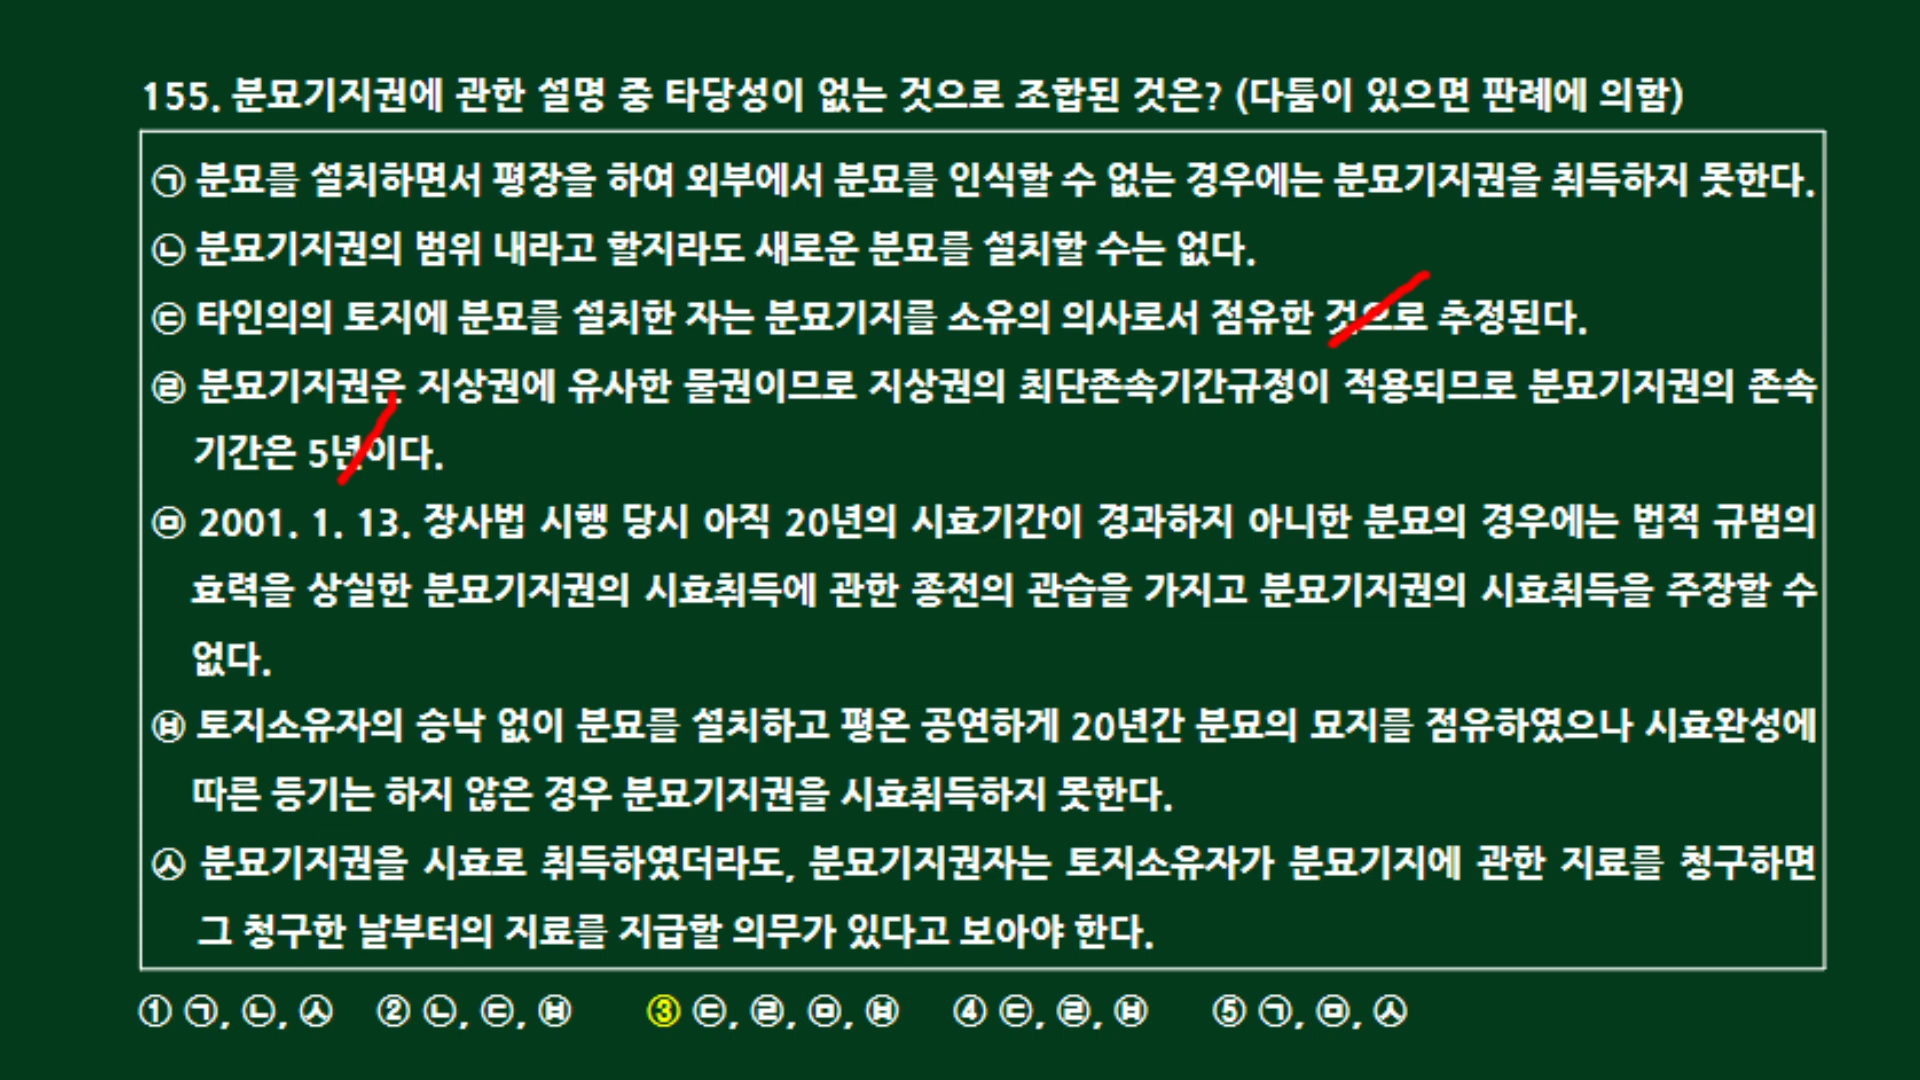 155. 분묘기지권에 관한 설명 중 타당성이 없는 것으로 조합된 것은? (다툼이 있으면 판례에 의함)
㉠ 분묘를 설치하면서 평장을 하여 외부에서 분묘를 인식할 수 없는 경우에는 분묘기지권을 취득하지 못한다.
㉡ 분묘기지권의 범위 내라고 할지라도 새로운 분묘를 설치할 수는 없다.
㉢ 타인의의 토지에 분묘를 설치한 자는 분묘기지를 소유의 의사로서 점유한 것으로 추정된다.
㉣ 분묘기지권은 지상권에 유사한 물권이므로 지상권의 최단존속기간규정이 적용되므로 분묘기지권의 존속
기간은 5년이다.
㉤ 2001. 1. 13. 장사법 시행 당시 아직 20년의 시효기간이 경과하지 아니한 분묘의 경우에는 법적 규범의
효력을 상실한 분묘기지권의 시효취득에 관한 종전의 관습을 가지고 분묘기지권의 시효취득을 주장할 수
없다.
㉥ 토지소유자의 승낙 없이 분묘를 설치하고 평온 공연하게 20년간 분묘의 묘지를 점유하였으나 시효완성에
따른 등기는 하지 않은 경우 분묘기지권을 시효취득하지 못한다.
㉦ 분묘기지권을 시효로 취득하였더라도, 분묘기지권자는 토지소유자가 분묘기지에 관한 지료를 청구하면
그 청구한 날부터의 지료를 지급할 의무가 있다고 보아야 한다.
① ㉠, ㉡, ㉦ ② ㉡, ㉢, ㉥ ③ ㉢, ㉣, ㉤, ㉥ ④ ㉢, ㉣, ㉥ ⑤ ㉠, ㉤, ㉦